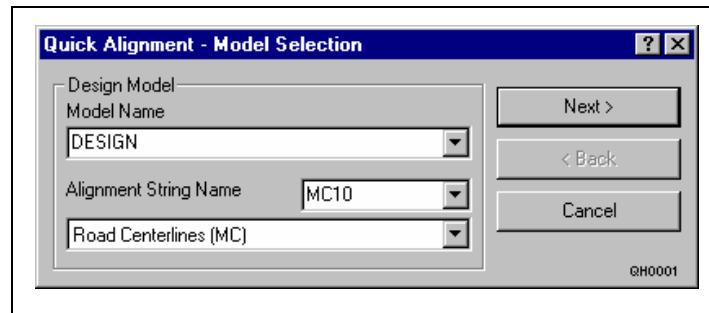 Quick Alignment - Model Selection
Design Model
Model Name
DESIGN
Alignment String Name MC10
Road Centerlines (MC)
Next >
< Back
Cancel
QH0001